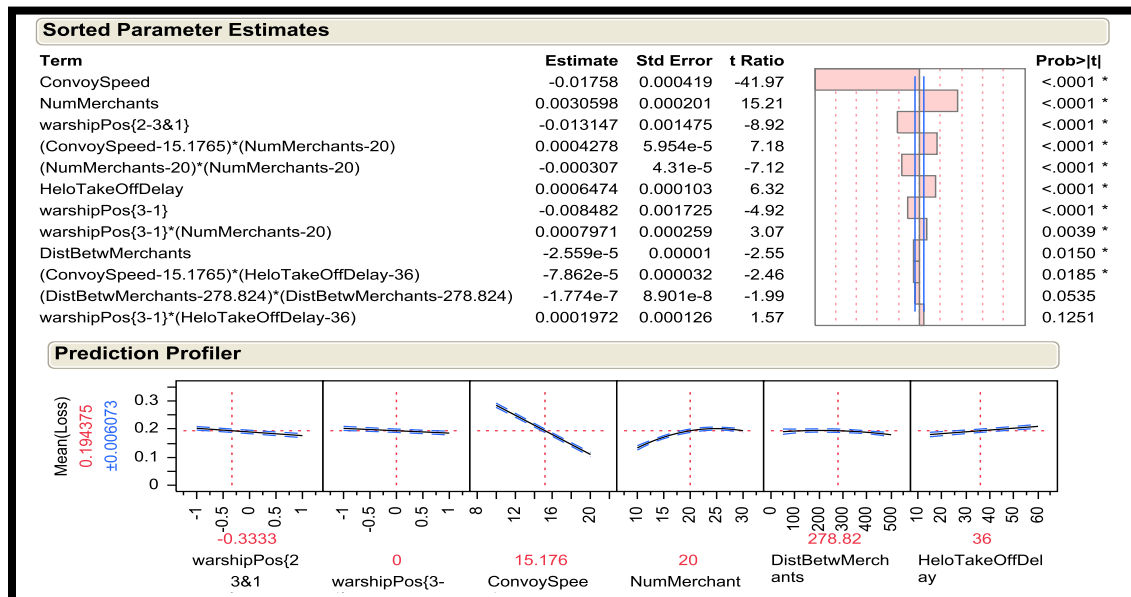 Sorted Parameter Estimates
Term Estimate Std Error t Ratio Prob>|t|
ConvoySpeed -0.01758 0.000419 -41.97 <.0001 *
NumMerchants 0.0030598 0.000201 15.21 <.0001 *
warshipPos{2-3&1} -0.013147 0.001475 -8.92 <.0001 *
(ConvoySpeed-15.1765)*(NumMerchants-20) 0.0004278 5.954e-5 7.18 <.0001 *
(NumMerchants-20)*(NumMerchants-20) -0.000307 4.31e-5 -7.12 <.0001 *
HeloTakeOffDelay 0.0006474 0.000103 6.32 <.0001 *
warshipPos{3-1} -0.008482 0.001725 -4.92 <.0001 *
warshipPos{3-1}*(NumMerchants-20) 0.0007971 0.000259 3.07 0.0039 *
DistBetwMerchants -2.559e-5 0.00001 -2.55 0.0150 *
(ConvoySpeed-15.1765)*(HeloTakeOffDelay-36) -7.862e-5 0.000032 -2.46 0.0185 *
(DistBetwMerchants-278.824)*(DistBetwMerchants-278.824) -1.774e-7 8.901e-8 -1.99 0.0535
warshipPos{3-1}*(HeloTakeOffDelay-36) 0.0001972 0.000126 1.57 0.1251
Prediction Profiler
Mean(Loss)
0.194375
±0.006073
0.3
0.2
0.1
0
-1 -0.5 0 0.5 1 -1 -0.5 0 0.5 1 8 12 16 20 10 15 20 25 30 0 100 200 300 400 500 10 20 30 40 50 60
-0.3333 0 15.176 20 278.82 36
warshipPos{2
3&1
warshipPos{3-
ConvoySpee
NumMerchant
DistBetwMerch
ants
HeloTakeOffDel
ay